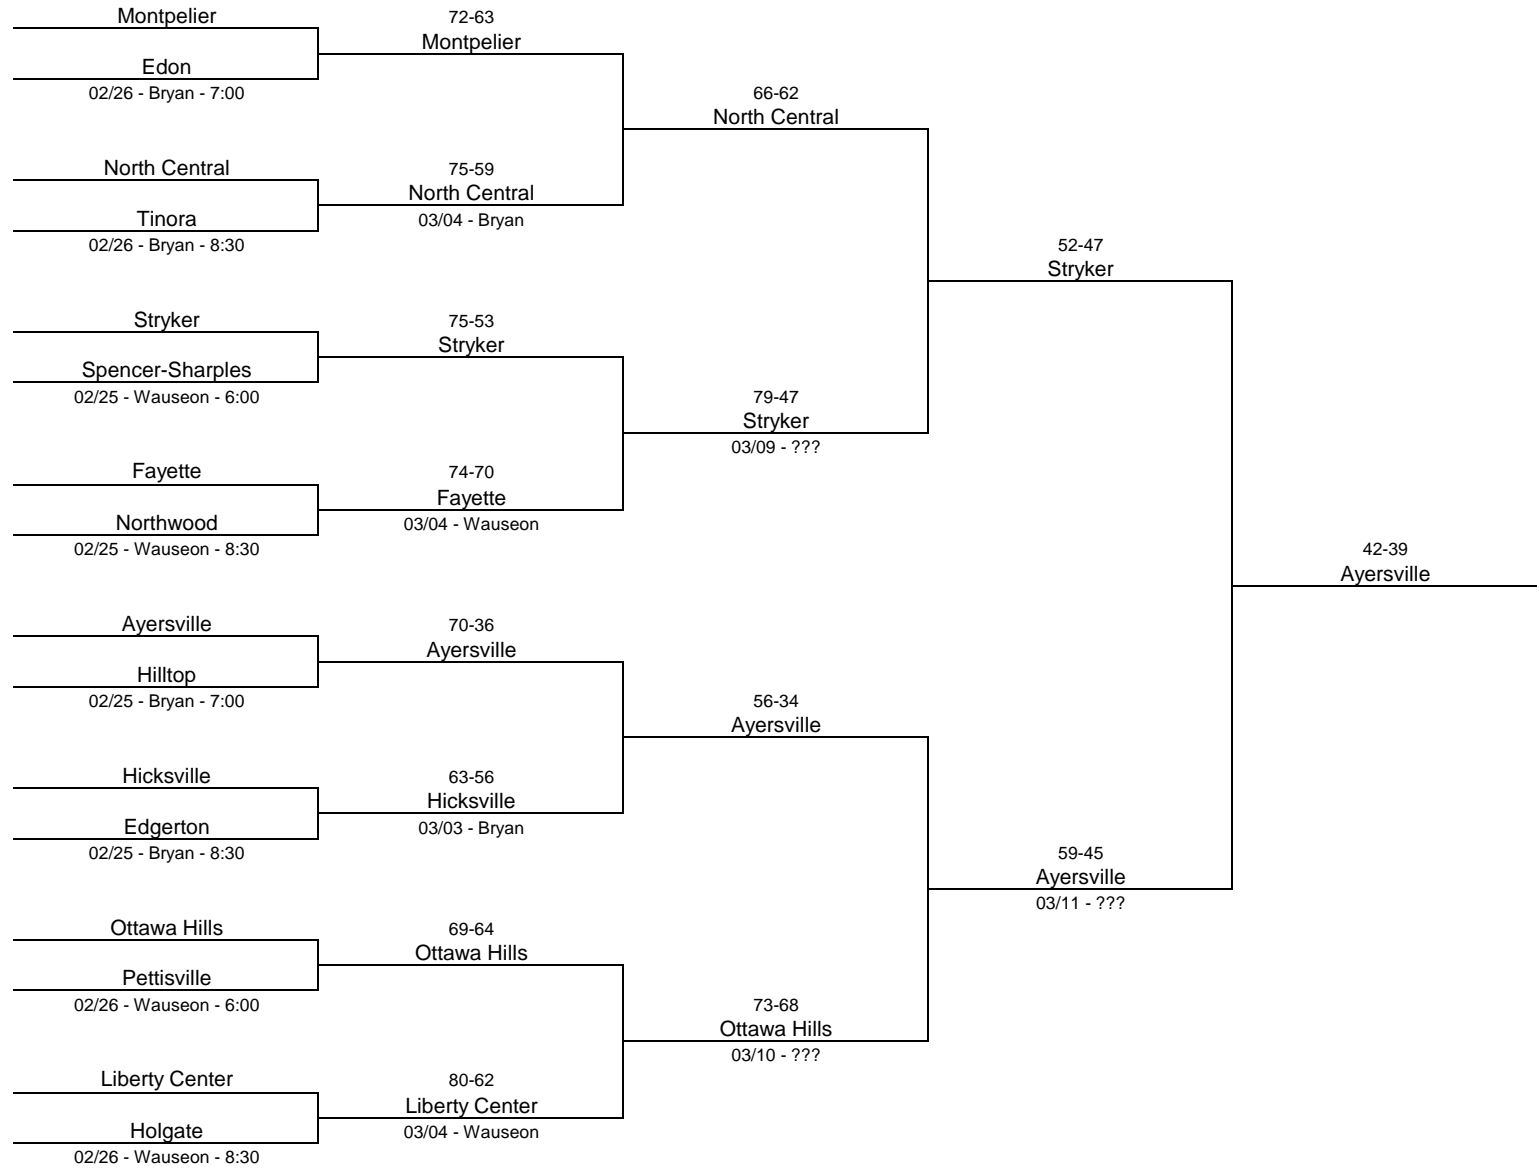 Montpelier
Edon
02/26 - Bryan - 7:00
North Central
Tinora
02/26 - Bryan - 8:30
Stryker
Spencer-Sharples
02/25 - Wauseon - 6:00
Fayette
Northwood
02/25 - Wauseon - 8:30
Ayersville
Hilltop
02/25 - Bryan - 7:00
Hicksville
Edgerton
02/25 - Bryan - 8:30
Ottawa Hills
Pettisville
02/26 - Wauseon - 6:00
Liberty Center
Holgate
02/26 - Wauseon - 8:30
72-63
Montpelier
75-59
North Central
03/04 - Bryan
75-53
Stryker
74-70
Fayette
03/04 - Wauseon
70-36
Ayersville
63-56
Hicksville
03/03 - Bryan
69-64
Ottawa Hills
80-62
Liberty Center
03/04 - Wauseon
66-62
North Central
79-47
Stryker
03/09 - ???
56-34
Ayersville
73-68
Ottawa Hills
03/10 - ???
52-47
Stryker
59-45
Ayersville
03/11 - ???
42-39
Ayersville